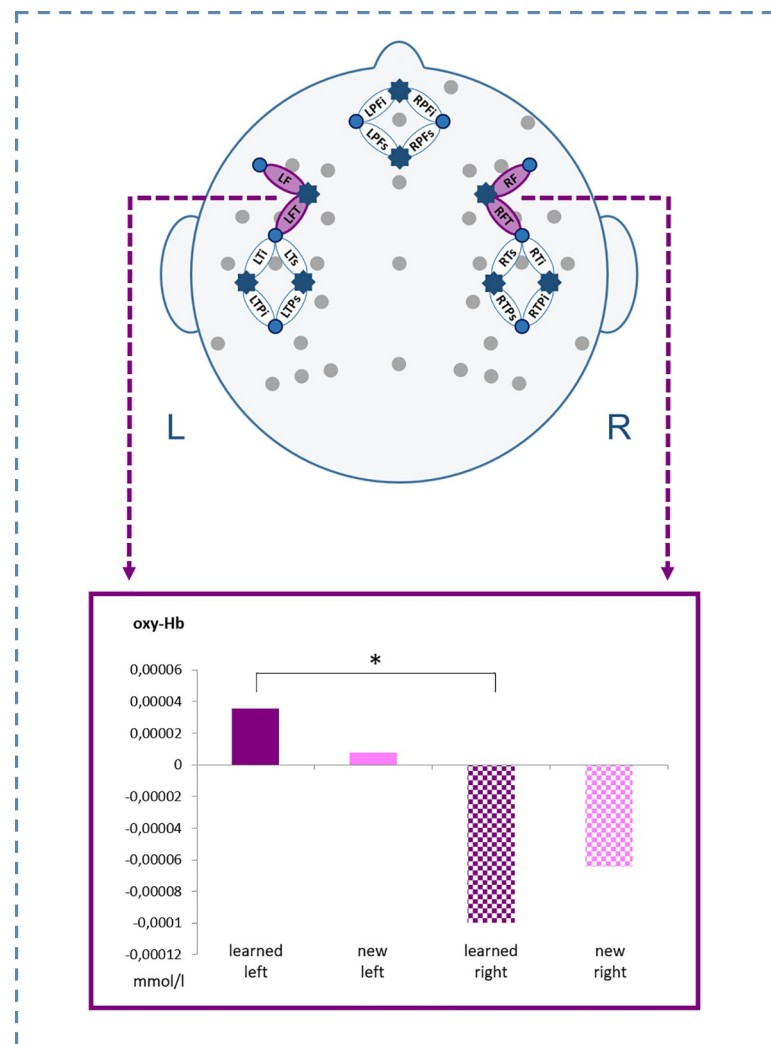 LPFi
RPFi
LPFs
RPFs
LF
RF
LFT
RFT
LTi
LTs
RTs
RTi
LTPi
LTPs
RTPs
RTPi
L
R
oxy-Hb
*
0,00006
0,00004
0,00002
0
-0,00002
-0,00004
-0,00006
-0,00008
-0,0001
-0,00012
mmol/l
learned
left
new
left
learned
right
new
right